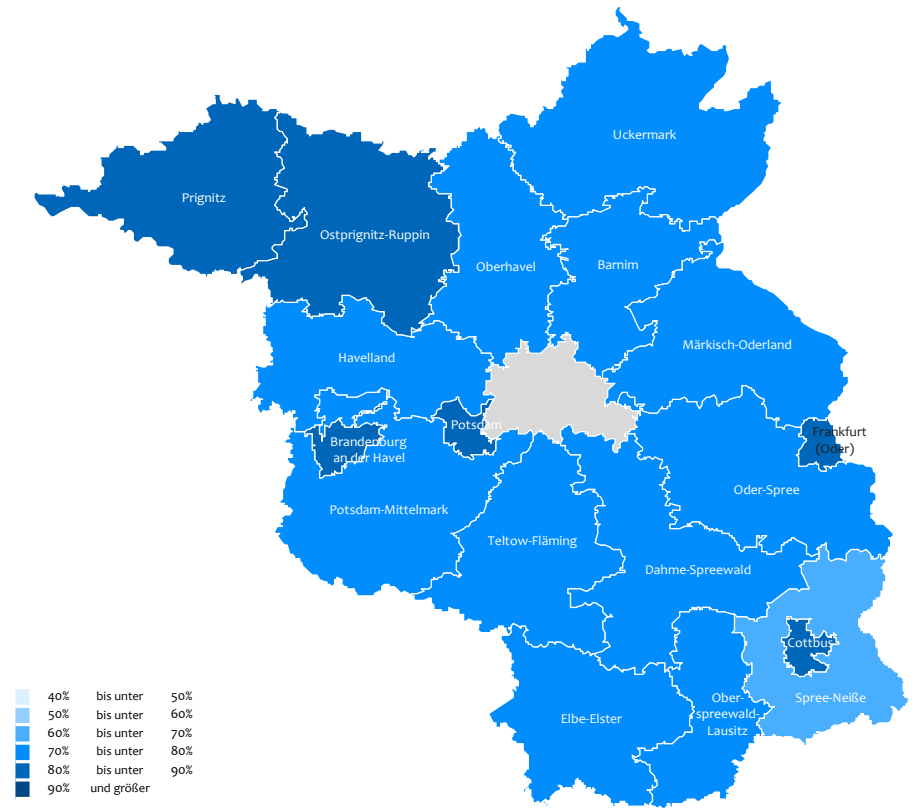 Uckermark
Prignitz
Ostprignitz-Ruppin
Oberhavel
Barnim
Märkisch-Oderland
Havelland
Potsdam
Frankfurt
(Oder)
Brandenburg
an der Havel
Oder-Spree
Potsdam-Mittelmark
Teltow-Fläming
Dahme-Spreewald
Cottbus
Spree-Neiße
Ober-
spreewald-
Lausitz
Elbe-Elster
40% bis unter 50%
50% bis unter 60%
60% bis unter 70%
70% bis unter 80%
80% bis unter 90%
90% und größer